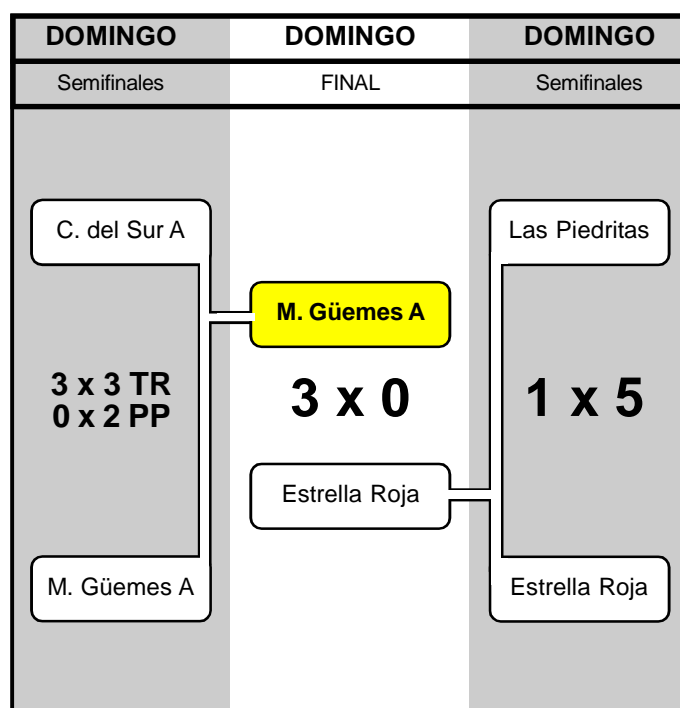 DOMINGO
DOMINGO
DOMINGO
Semifinales
FINAL
Semifinales
C. del Sur A
Las Piedritas
M. Güemes A
3 x 3 TR
0 x 2 PP
3 x 0
1 x 5
Estrella Roja
M. Güemes A
Estrella Roja